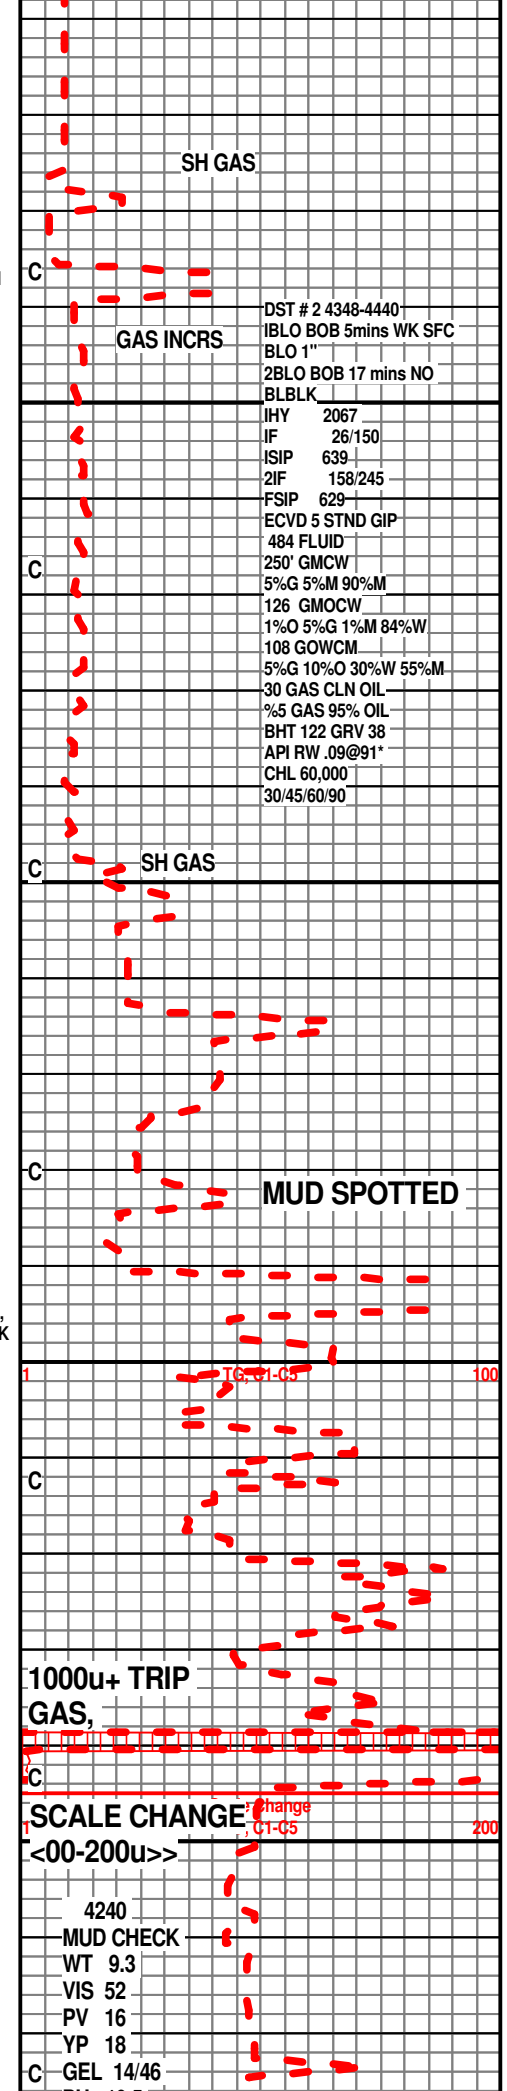 SH GAS
C
GAS INCRS
DST # 2 4348-4440
IBLO BOB 5mins WK SFC
BLO 1"
2BLO BOB 17 mins NO
BLBLK
IHY 2067
IF 26/150
ISIP 639
2IF 158/245
FSIP 629
ECVD 5 STND GIP
484 FLUID
250' GMCW
C
5%G 5%M 90%M
126 GMOCW
1%O 5%G 1%M 84%W
108 GOWCM
5%G 10%O 30%W 55%M
30 GAS CLN OIL
%5 GAS 95% OIL
BHT 122 GRV 38
API RW .09@91*
CHL 60,000
30/45/60/90
C SH GAS
C
MUD SPOTTED
K
1 TG, C1-C5 100
C
1000u+ TRIP
GAS,
C
SCALE CHANGE Change
1 C1-C5 200
<00-200u>>
4240
MUD CHECK
WT 9.3
VIS 52
PV 16
YP 18
C GEL 14/46